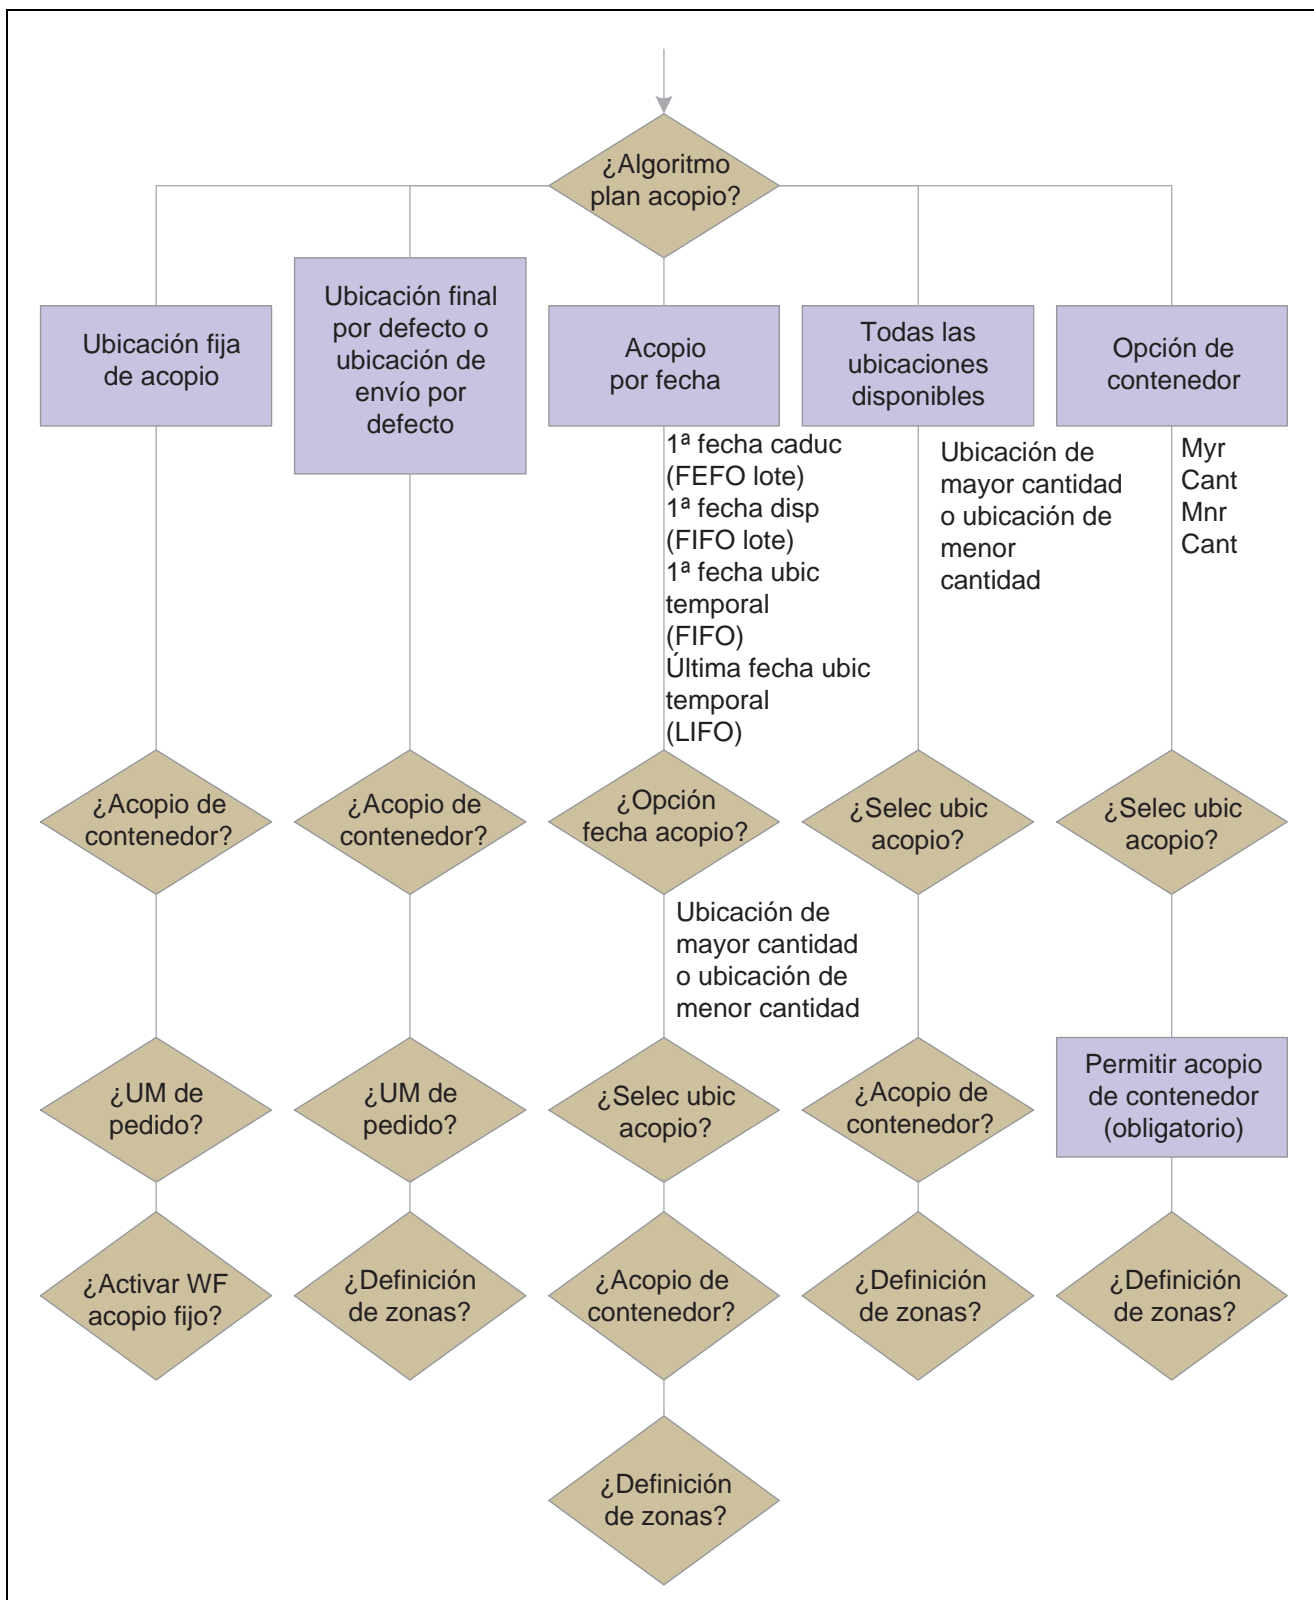 ¿Algoritmo
plan acopio?
Ubicación fija
de acopio
Ubicación final
por defecto o
ubicación de
envío por
defecto
Acopio
por fecha
Todas las
ubicaciones
disponibles
Opción de
contenedor
1ª fecha caduc
(FEFO lote)
1ª fecha disp
(FIFO lote)
1ª fecha ubic
temporal
(FIFO)
Última fecha ubic
temporal
(LIFO)
Ubicación de
mayor cantidad
o ubicación de
menor
cantidad
Myr
Cant
Mnr
Cant
¿Acopio de
contenedor?
¿Acopio de
contenedor?
¿Opción
fecha acopio?
¿Selec ubic
acopio?
¿Selec ubic
acopio?
Ubicación de
mayor cantidad
o ubicación de
menor cantidad
¿UM de
pedido?
¿UM de
pedido?
¿Selec ubic
acopio?
¿Acopio de
contenedor?
Permitir acopio
de contenedor
(obligatorio)
¿Activar WF
acopio fijo?
¿Definición
de zonas?
¿Acopio de
contenedor?
¿Definición
de zonas?
¿Definición
de zonas?
¿Definición
de zonas?